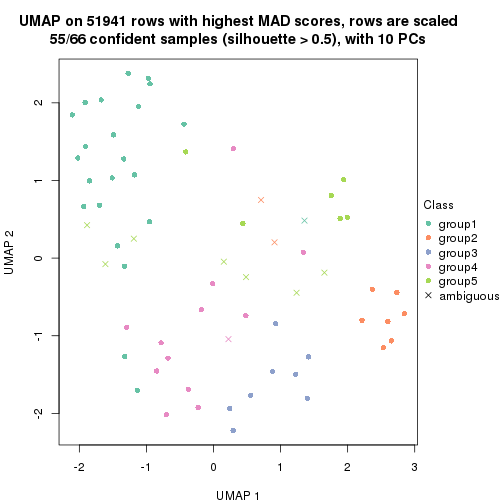 UMAP on 51941 rows with highest MAD scores, rows are scaled
55/66 confident samples (silhouette > 0.5), with 10 PCs
UMAP 2
2
1
0
-1
-2
-2
-1
0
1
2
3
UMAP 1
Class
group1
group2
group3
group4
group5
ambiguous